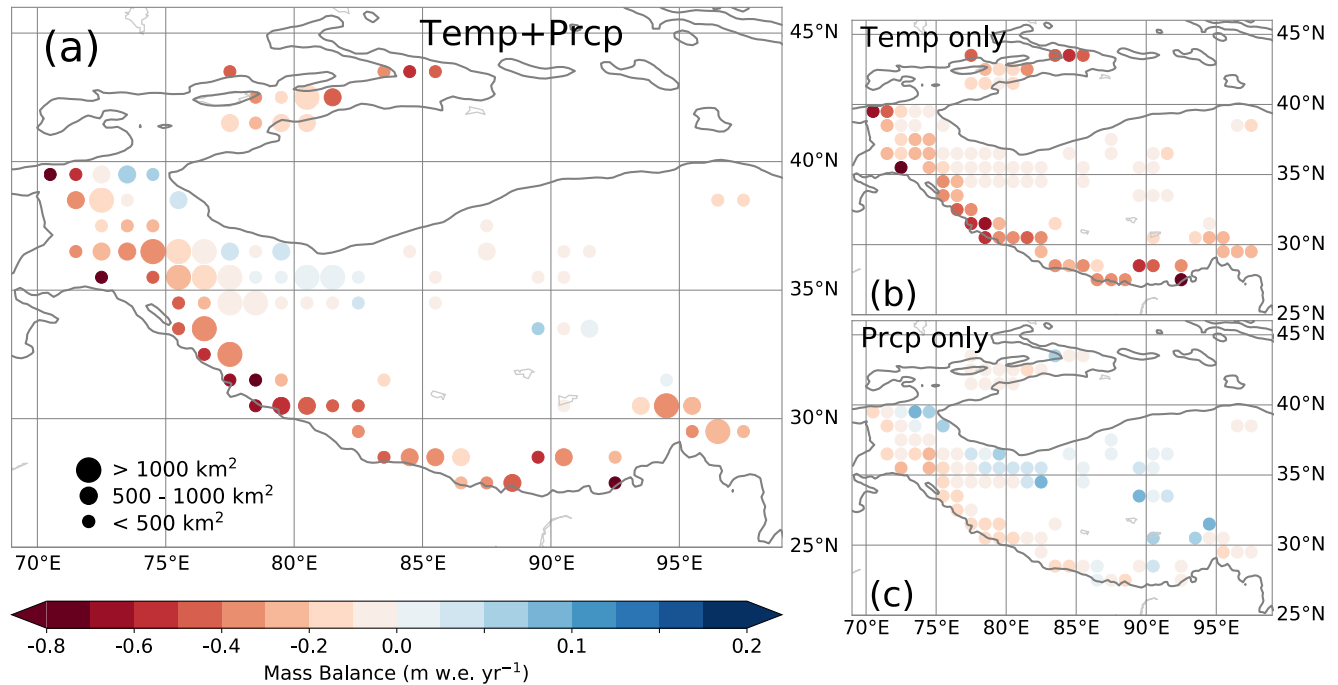 (a)
Temp+Prcp
45°N
40°N
35°N
30°N
25°N
> 1000 km²
500 - 1000 km²
< 500 km²
70°E 75°E 80°E 85°E 90°E 95°E
-0.8 -0.6 -0.4 -0.2 0.0 0.1 0.2
Mass Balance (m w.e. yr⁻¹)
Temp only
(b)
45°N
40°N
35°N
30°N
25°N
Prcp only
(c)
45°N
40°N
35°N
30°N
25°N
70°E 75°E 80°E 85°E 90°E 95°E